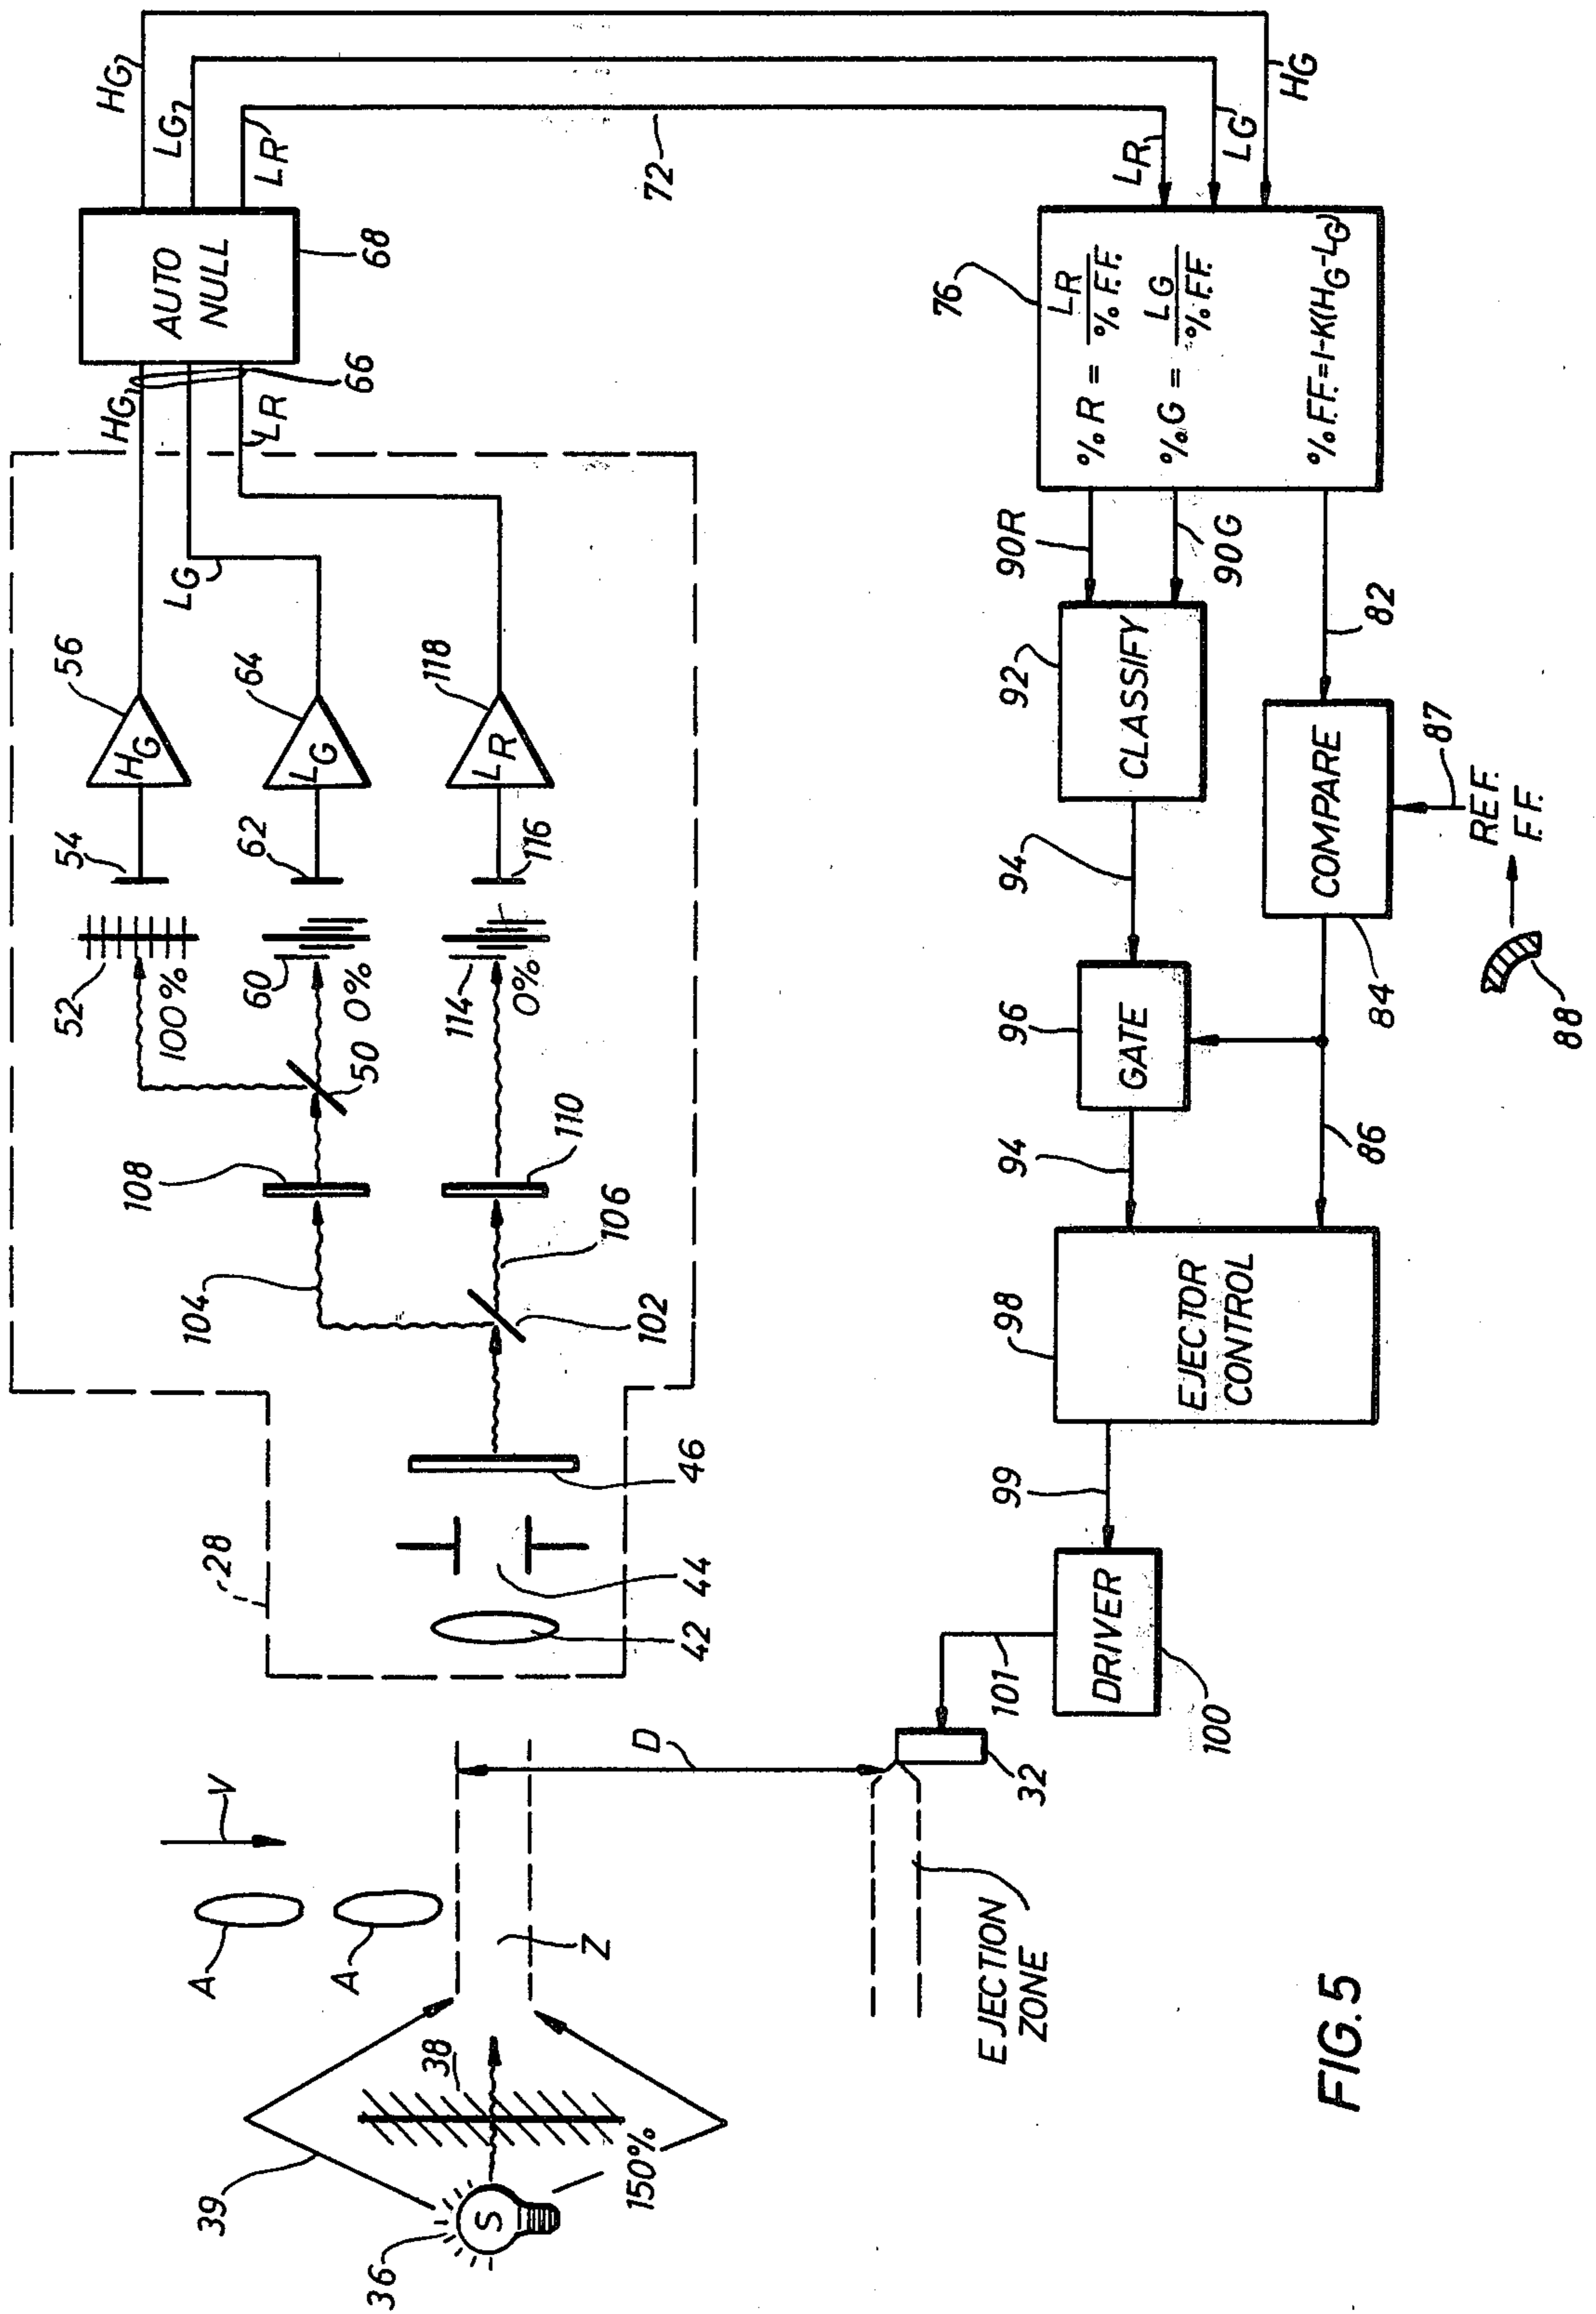 HG
LG
LR
AUTO
NULL
68
66
HG
LR
LG
72
56
HG
64
LG
118
LR
54
62
116
52
100%
60
0%
114
0%
50
108
110
104
106
102
28
46
44
42
V
A
A
Z
D
39
38
36
S
150%
EJECTION
ZONE
32
101
DRIVER
100
99
98
EJECTOR
CONTROL
94
86
96
GATE
94
92
CLASSIFY
90R
90G
COMPARE
84
82
87
REF.
F.F.
88
76
%R = LR
%F.F.
%G = LG
%F.F.
%F.F.=1-K(HG-LG)
LR
LG
HG
FIG.5